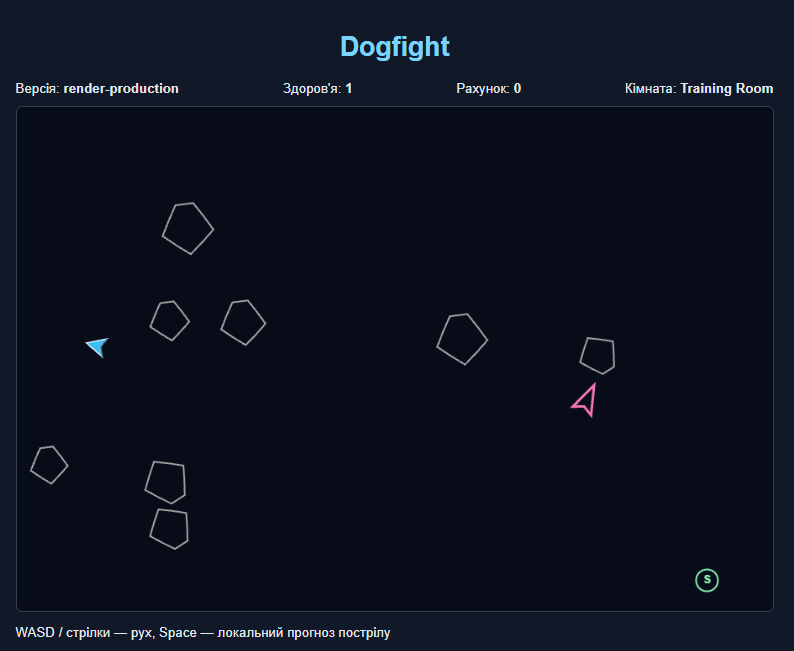 Dogfight
Версія: render-production Здоров'я: 1 Рахунок: 0 Кімната: Training Room
S
WASD / стрілки — рух, Space — локальний прогноз пострілу